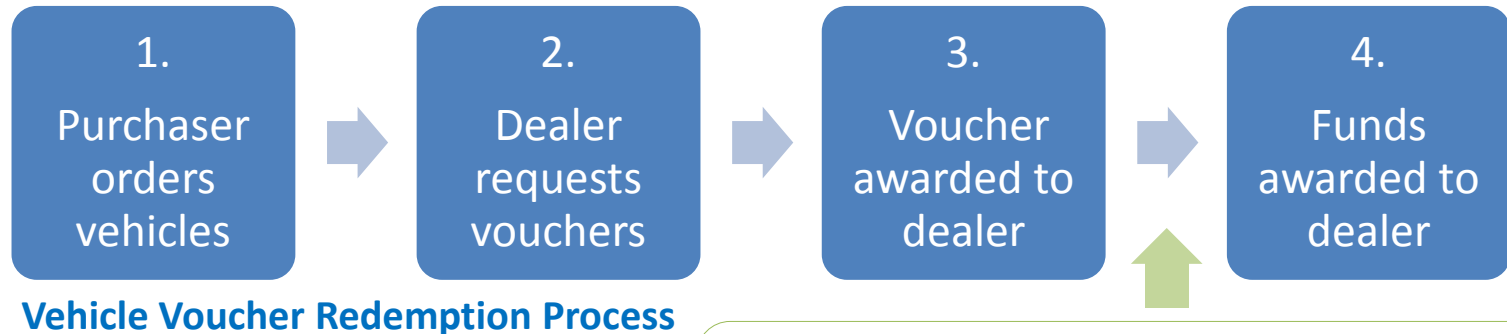 1.
Purchaser
orders
vehicles
2.
Dealer
requests
vouchers
3.
Voucher
awarded to
dealer
4.
Funds
awarded to
dealer
Vehicle Voucher Redemption Process